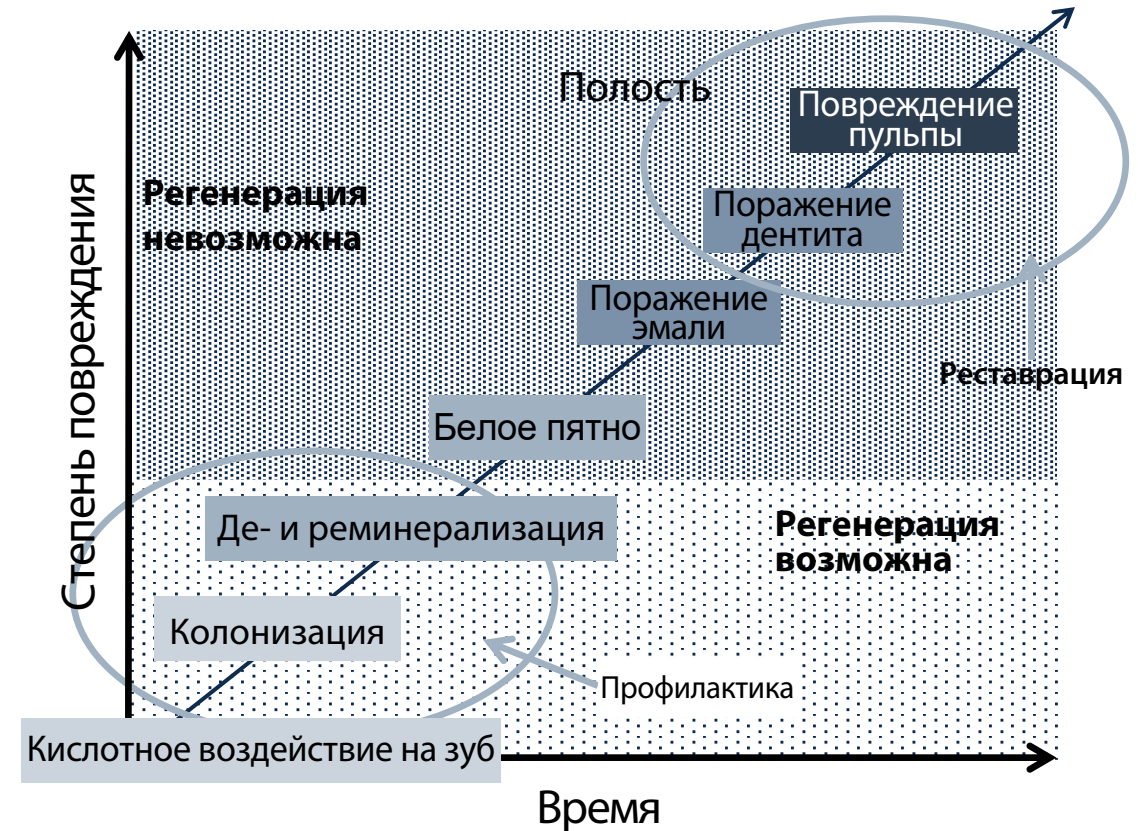 Полость
Повреждение
пульпы
Регенерация
невозможна
Поражение
дентита
Поражение
эмали
Реставрация
Белое пятно
Степень повреждения
Де- и реминерализация
Регенерация
возможна
Колонизация
Профилактика
Кислотное воздействие на зуб
Время